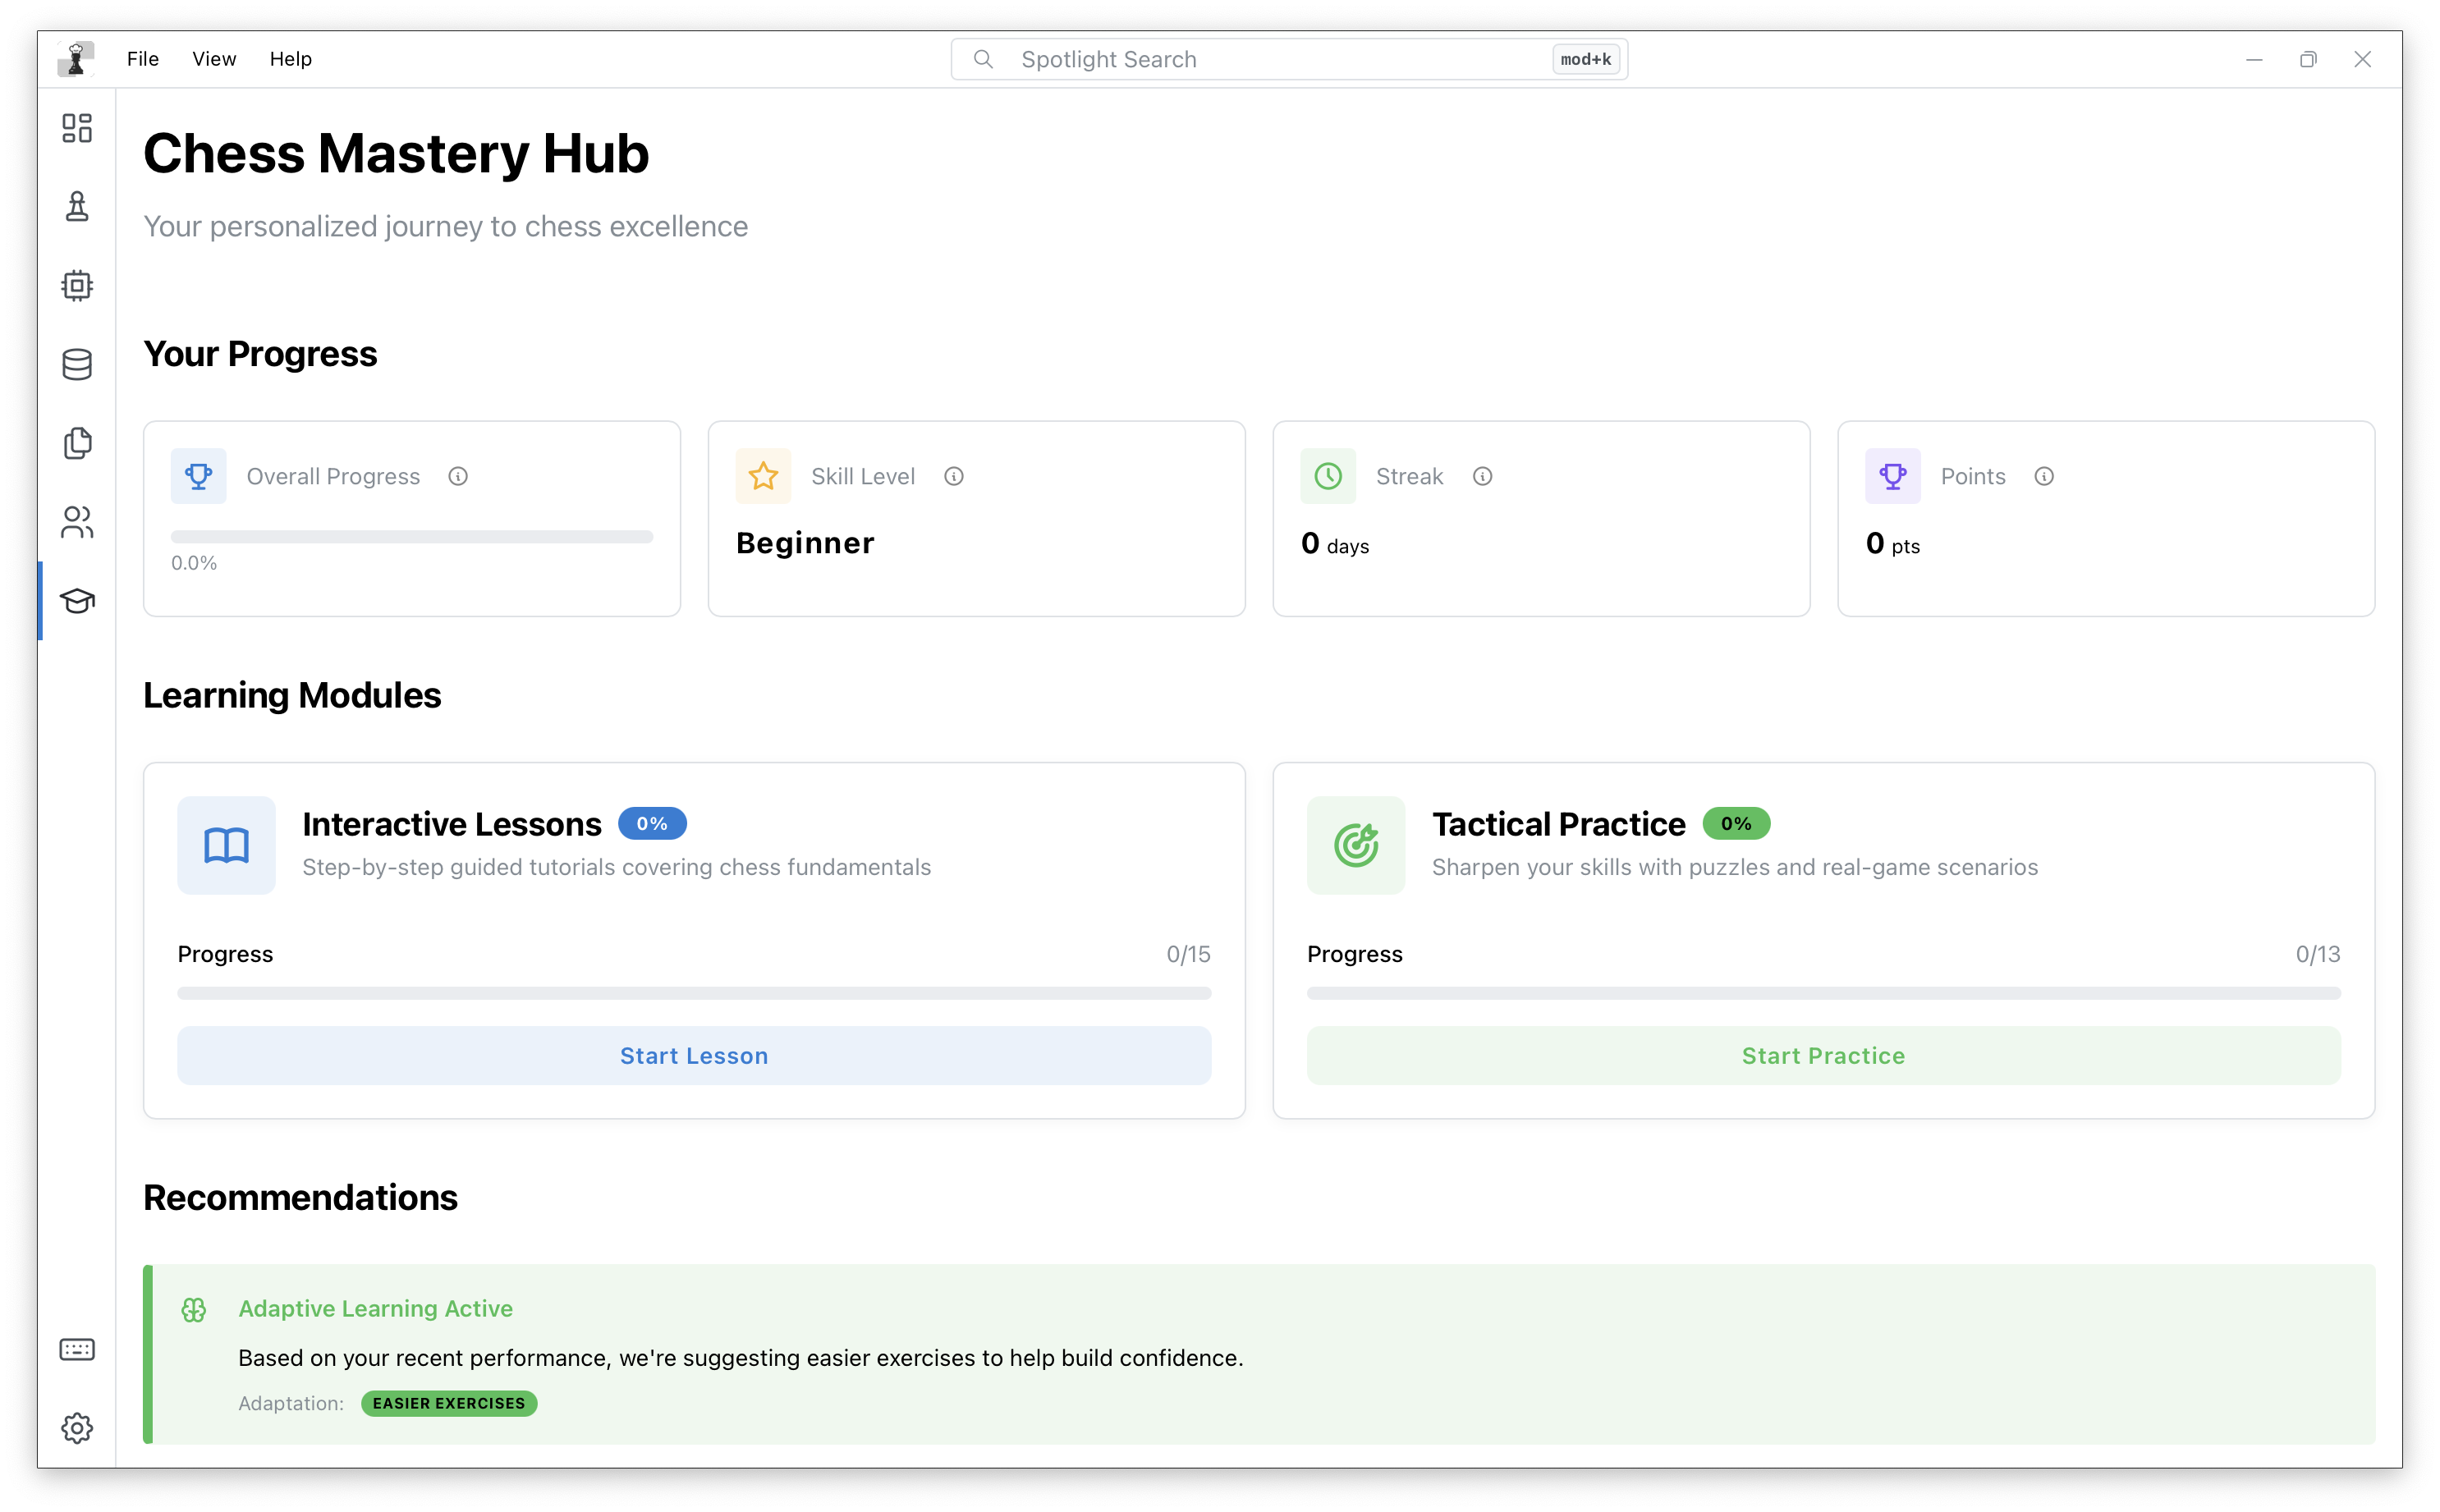 File View Help
Spotlight Search mod+k
Chess Mastery Hub
Your personalized journey to chess excellence
Your Progress
Overall Progress
0.0%
Skill Level
Beginner
Streak
0 days
Points
0 pts
Learning Modules
Interactive Lessons 0%
Step-by-step guided tutorials covering chess fundamentals
Progress 0/15
Start Lesson
Tactical Practice 0%
Sharpen your skills with puzzles and real-game scenarios
Progress 0/13
Start Practice
Recommendations
Adaptive Learning Active
Based on your recent performance, we're suggesting easier exercises to help build confidence.
Adaptation: EASIER EXERCISES